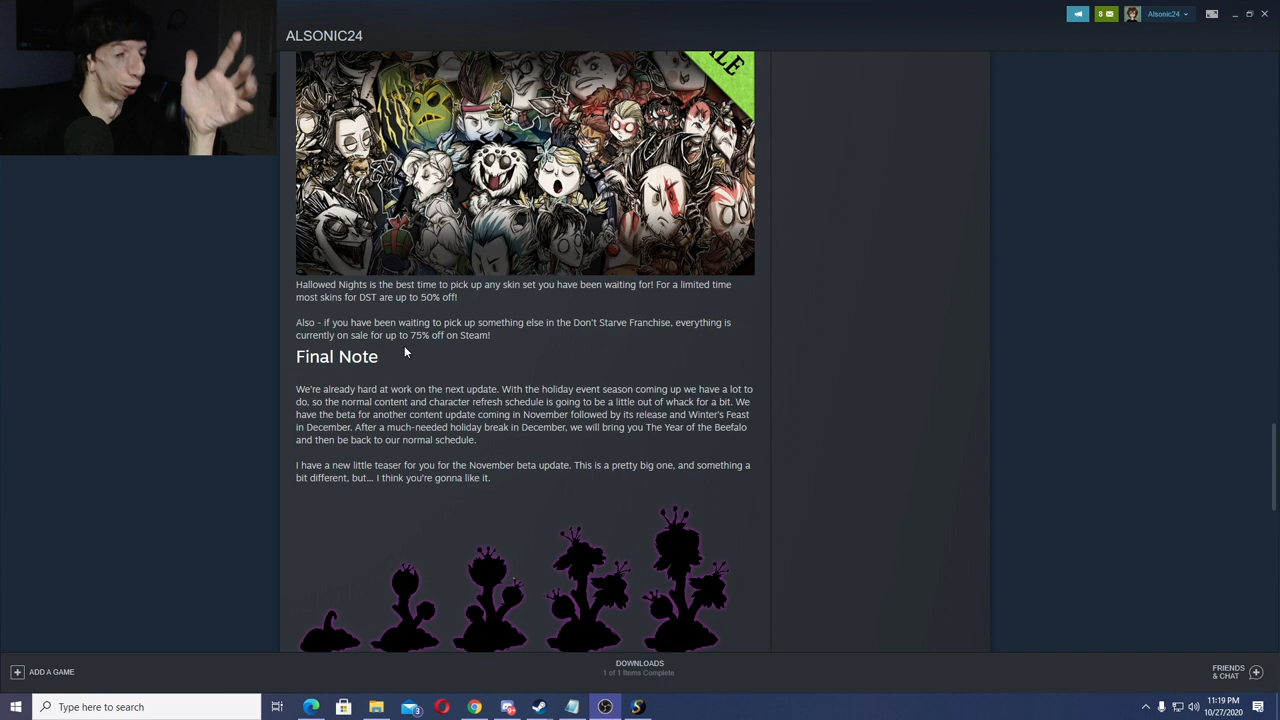 8
Alsonic24
ALSONIC24
LE
Hallowed Nights is the best time to pick up any skin set you have been waiting for! For a limited time
most skins for DST are up to 50% off!
Also - if you have been waiting to pick up something else in the Don't Starve Franchise, everything is
currently on sale for up to 75% off on Steam!
Final Note
We're already hard at work on the next update. With the holiday event season coming up we have a lot to
do, so the normal content and character refresh schedule is going to be a little out of whack for a bit. We
have the beta for another content update coming in November followed by its release and Winter's Feast
in December. After a much-needed holiday break in December, we will bring you The Year of the Beefalo
and then be back to our normal schedule.
I have a new little teaser for you for the November beta update. This is a pretty big one, and something a
bit different, but... I think you're gonna like it.
ADD A GAME
DOWNLOADS
1 of 1 Items Complete
FRIENDS
& CHAT
Type here to search
3
11:19 PM
10/27/2020